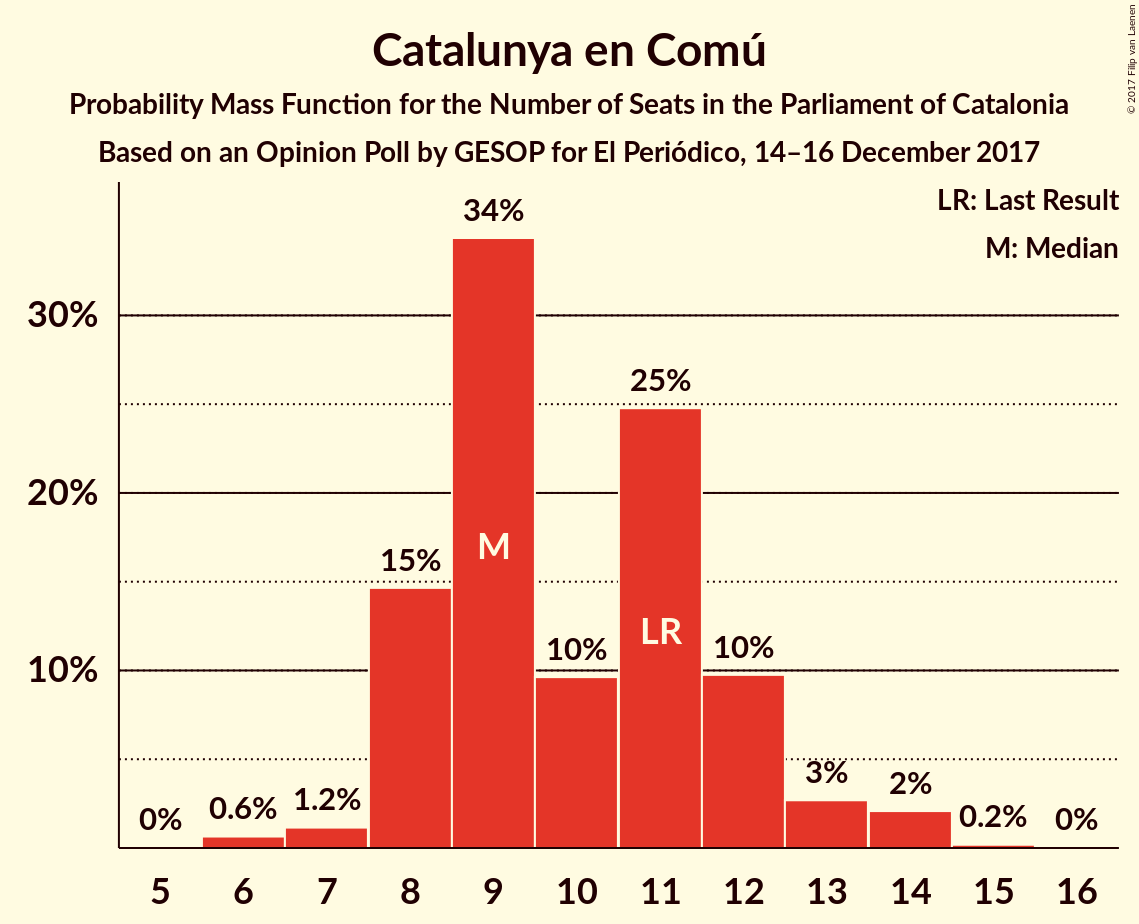 Catalunya en Comú
Probability Mass Function for the Number of Seats in the Parliament of Catalonia
Based on an Opinion Poll by GESOP for El Periódico, 14–16 December 2017
© 2017 Filip van Laenen
LR: Last Result
M: Median
30%
20%
10%
0%
0.6%
1.2%
15%
34%
10%
25%
10%
3%
2%
0.2%
0%
M
LR
5 6 7 8 9 10 11 12 13 14 15 16